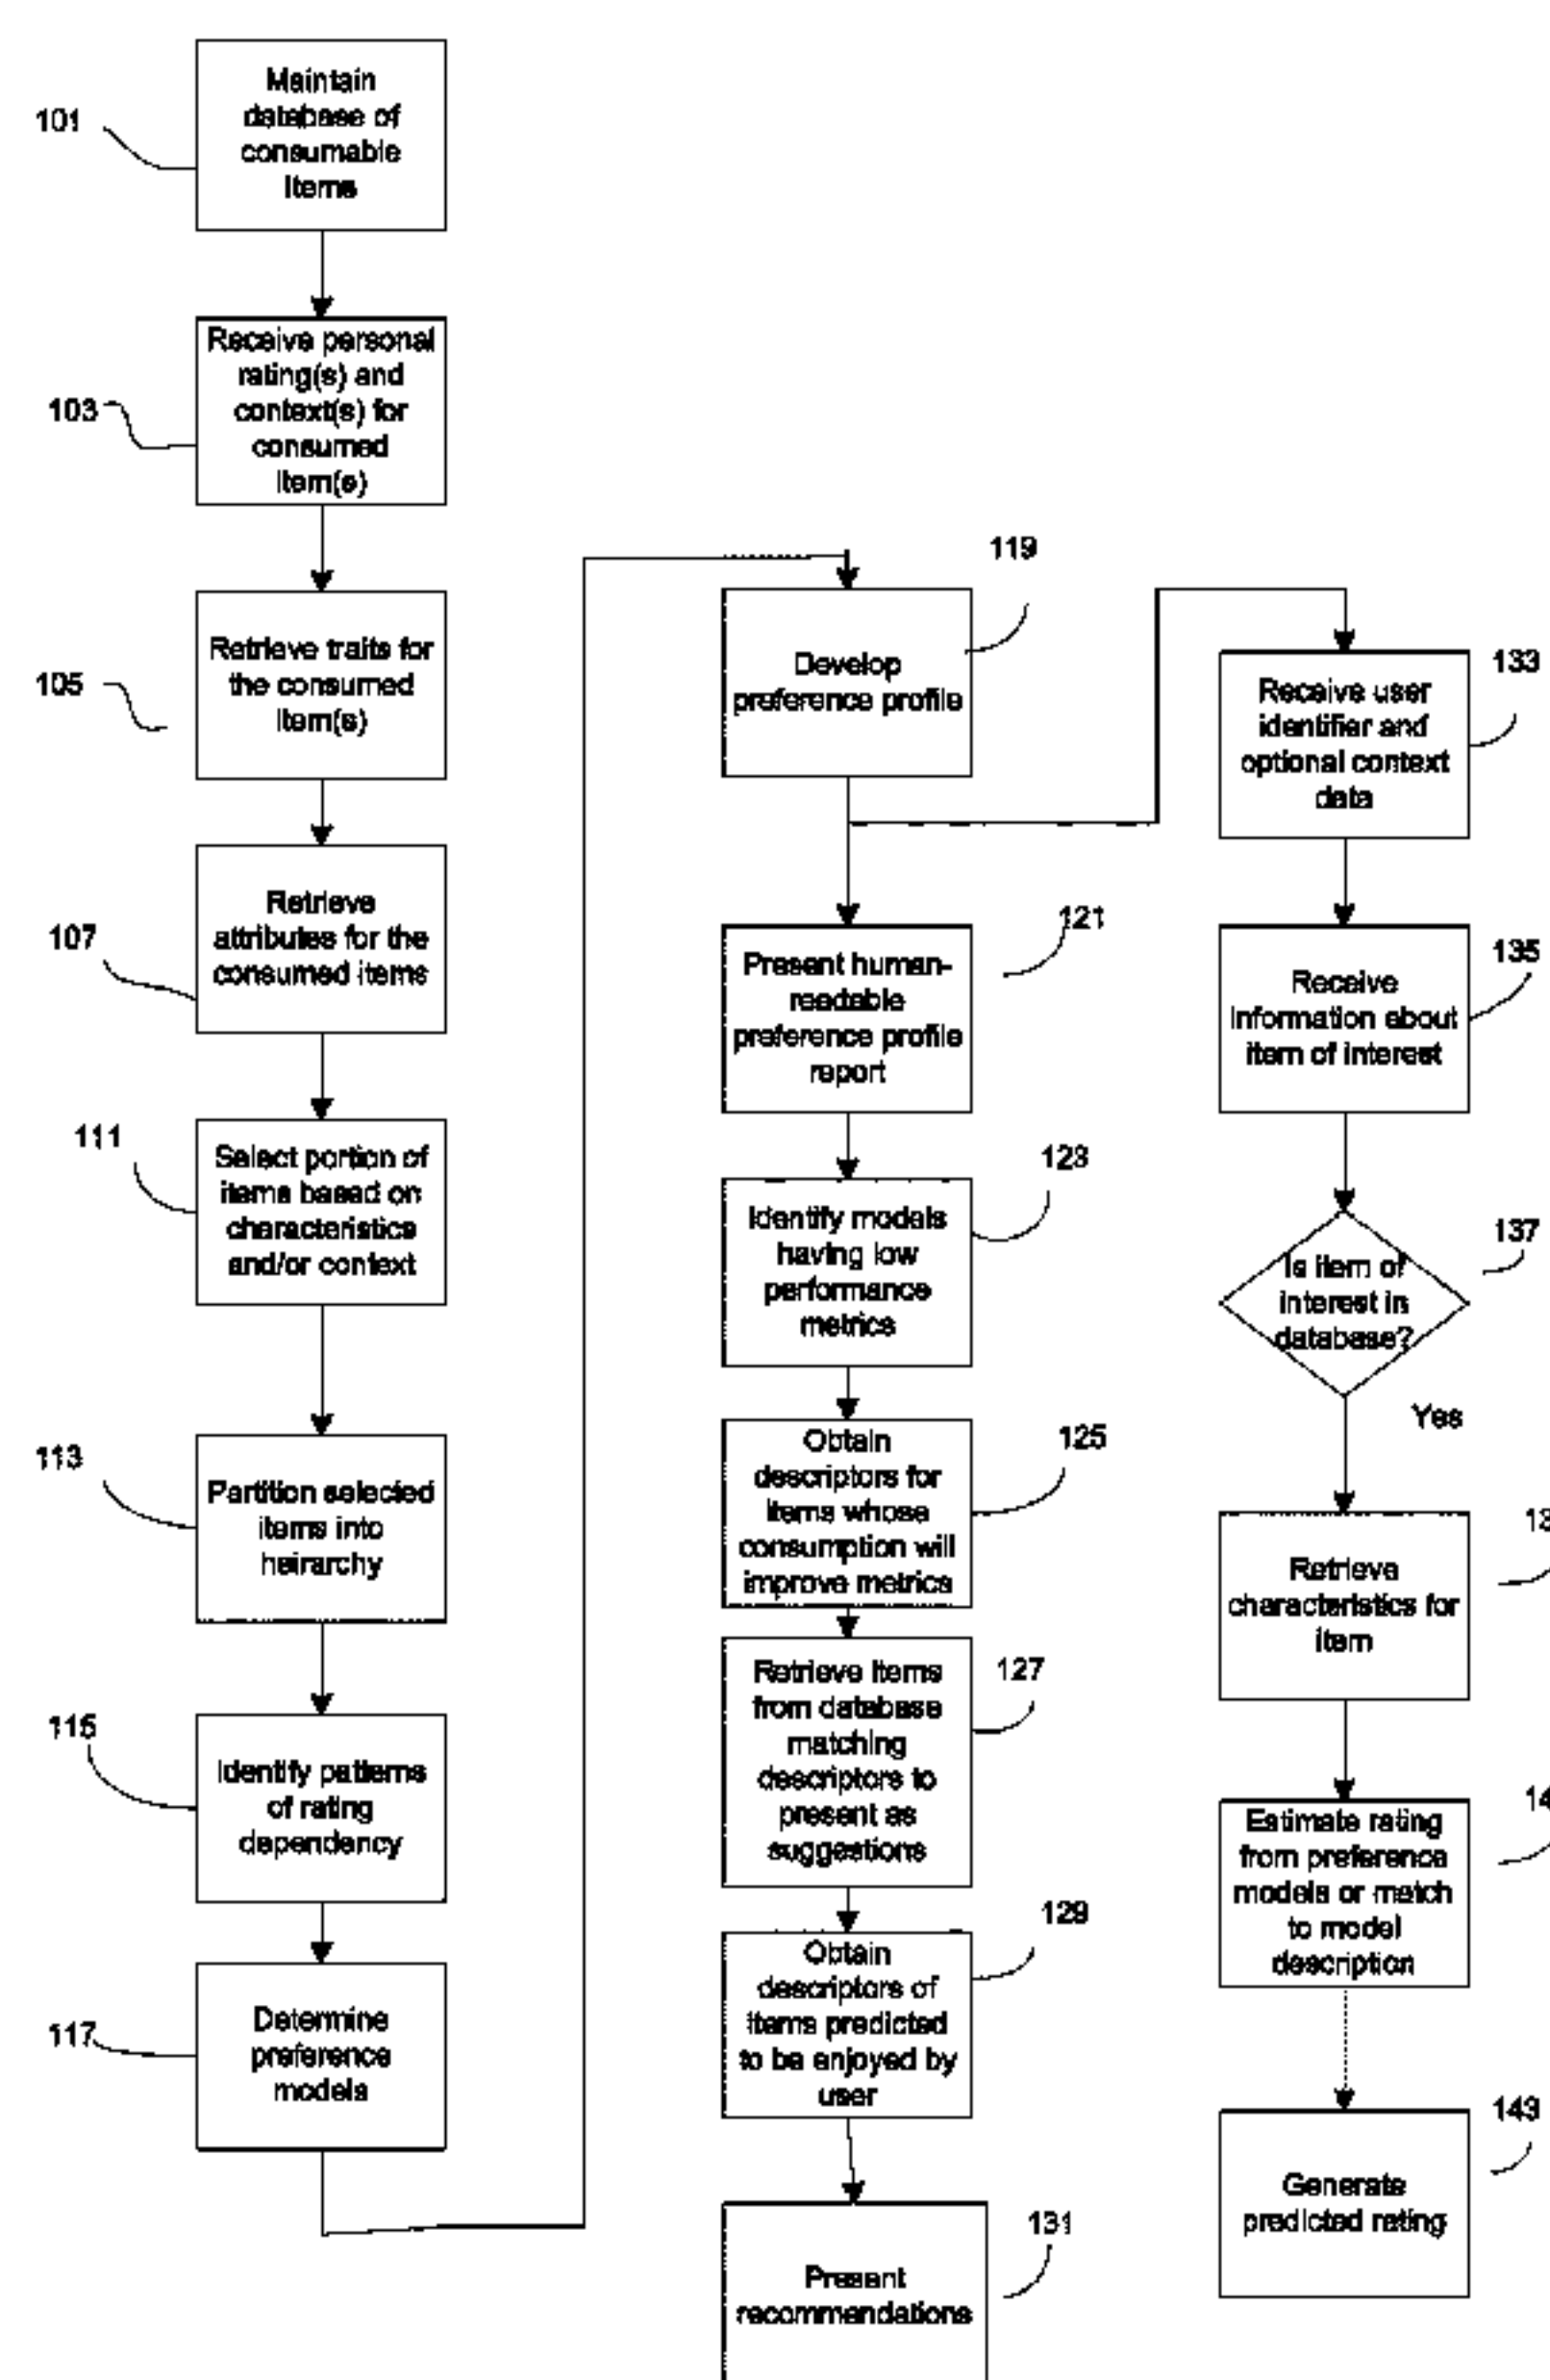 101
Maintain
database of
consumable
items
103
Receive personal
rating(s) and
context(s) for
consumed
item(s)
105
Retrieve traits for
the consumed
item(s)
107
Retrieve
attributes for the
consumed items
111
Select portion of
items based on
characteristics
and/or context
113
Partition selected
items into
heirarchy
115
Identify patterns
of rating
dependency
117
Determine
preference
models
119
Develop
preference profile
121
Present human-
readable
preference profile
report
123
Identify models
having low
performance
metrics
125
Obtain
descriptors for
items whose
consumption will
improve metrics
127
Retrieve items
from database
matching
descriptors to
present as
suggestions
129
Obtain
descriptors of
items predicted
to be enjoyed by
user
131
Present
recommendations
133
Receive user
identifier and
optional context
data
135
Receive
information about
item of interest
137
Is item of
interest in
database?
Yes
Retrieve
characteristics for
item
Estimate rating
from preference
models or match
to model
description
143
Generate
predicted rating